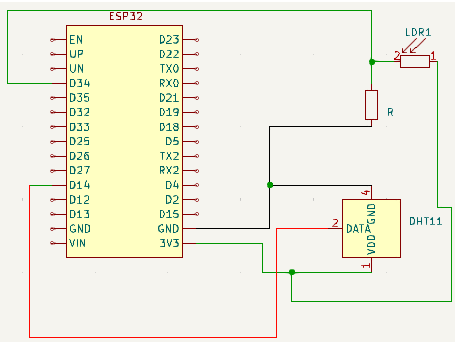 ESP32
EN D23
UP D22
UN TX0
D34 RX0
D35 D21
D32 D19
D33 D18
D25 D5
D26 TX2
D27 RX2
D14 D4
D12 D2
D13 D15
GND GND
VIN 3V3
LDR1
2 1
R
4
GND
2 DATA
VDD
1
DHT11